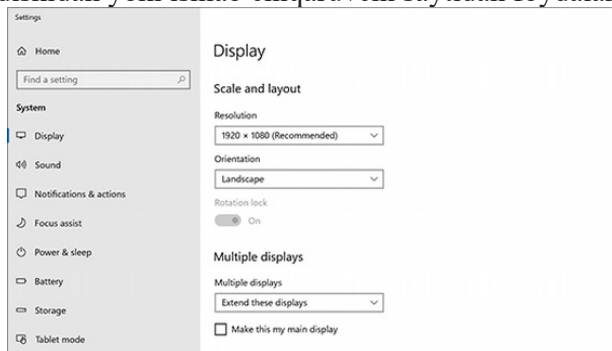 Settings
Home
Find a setting
System
Display
Sound
Notifications & actions
Focus assist
Power & sleep
Battery
Storage
Tablet mode
Display
Scale and layout
Resolution
1920 × 1080 (Recommended)
Orientation
Landscape
Rotation lock
On
Multiple displays
Multiple displays
Extend these displays
Make this my main display